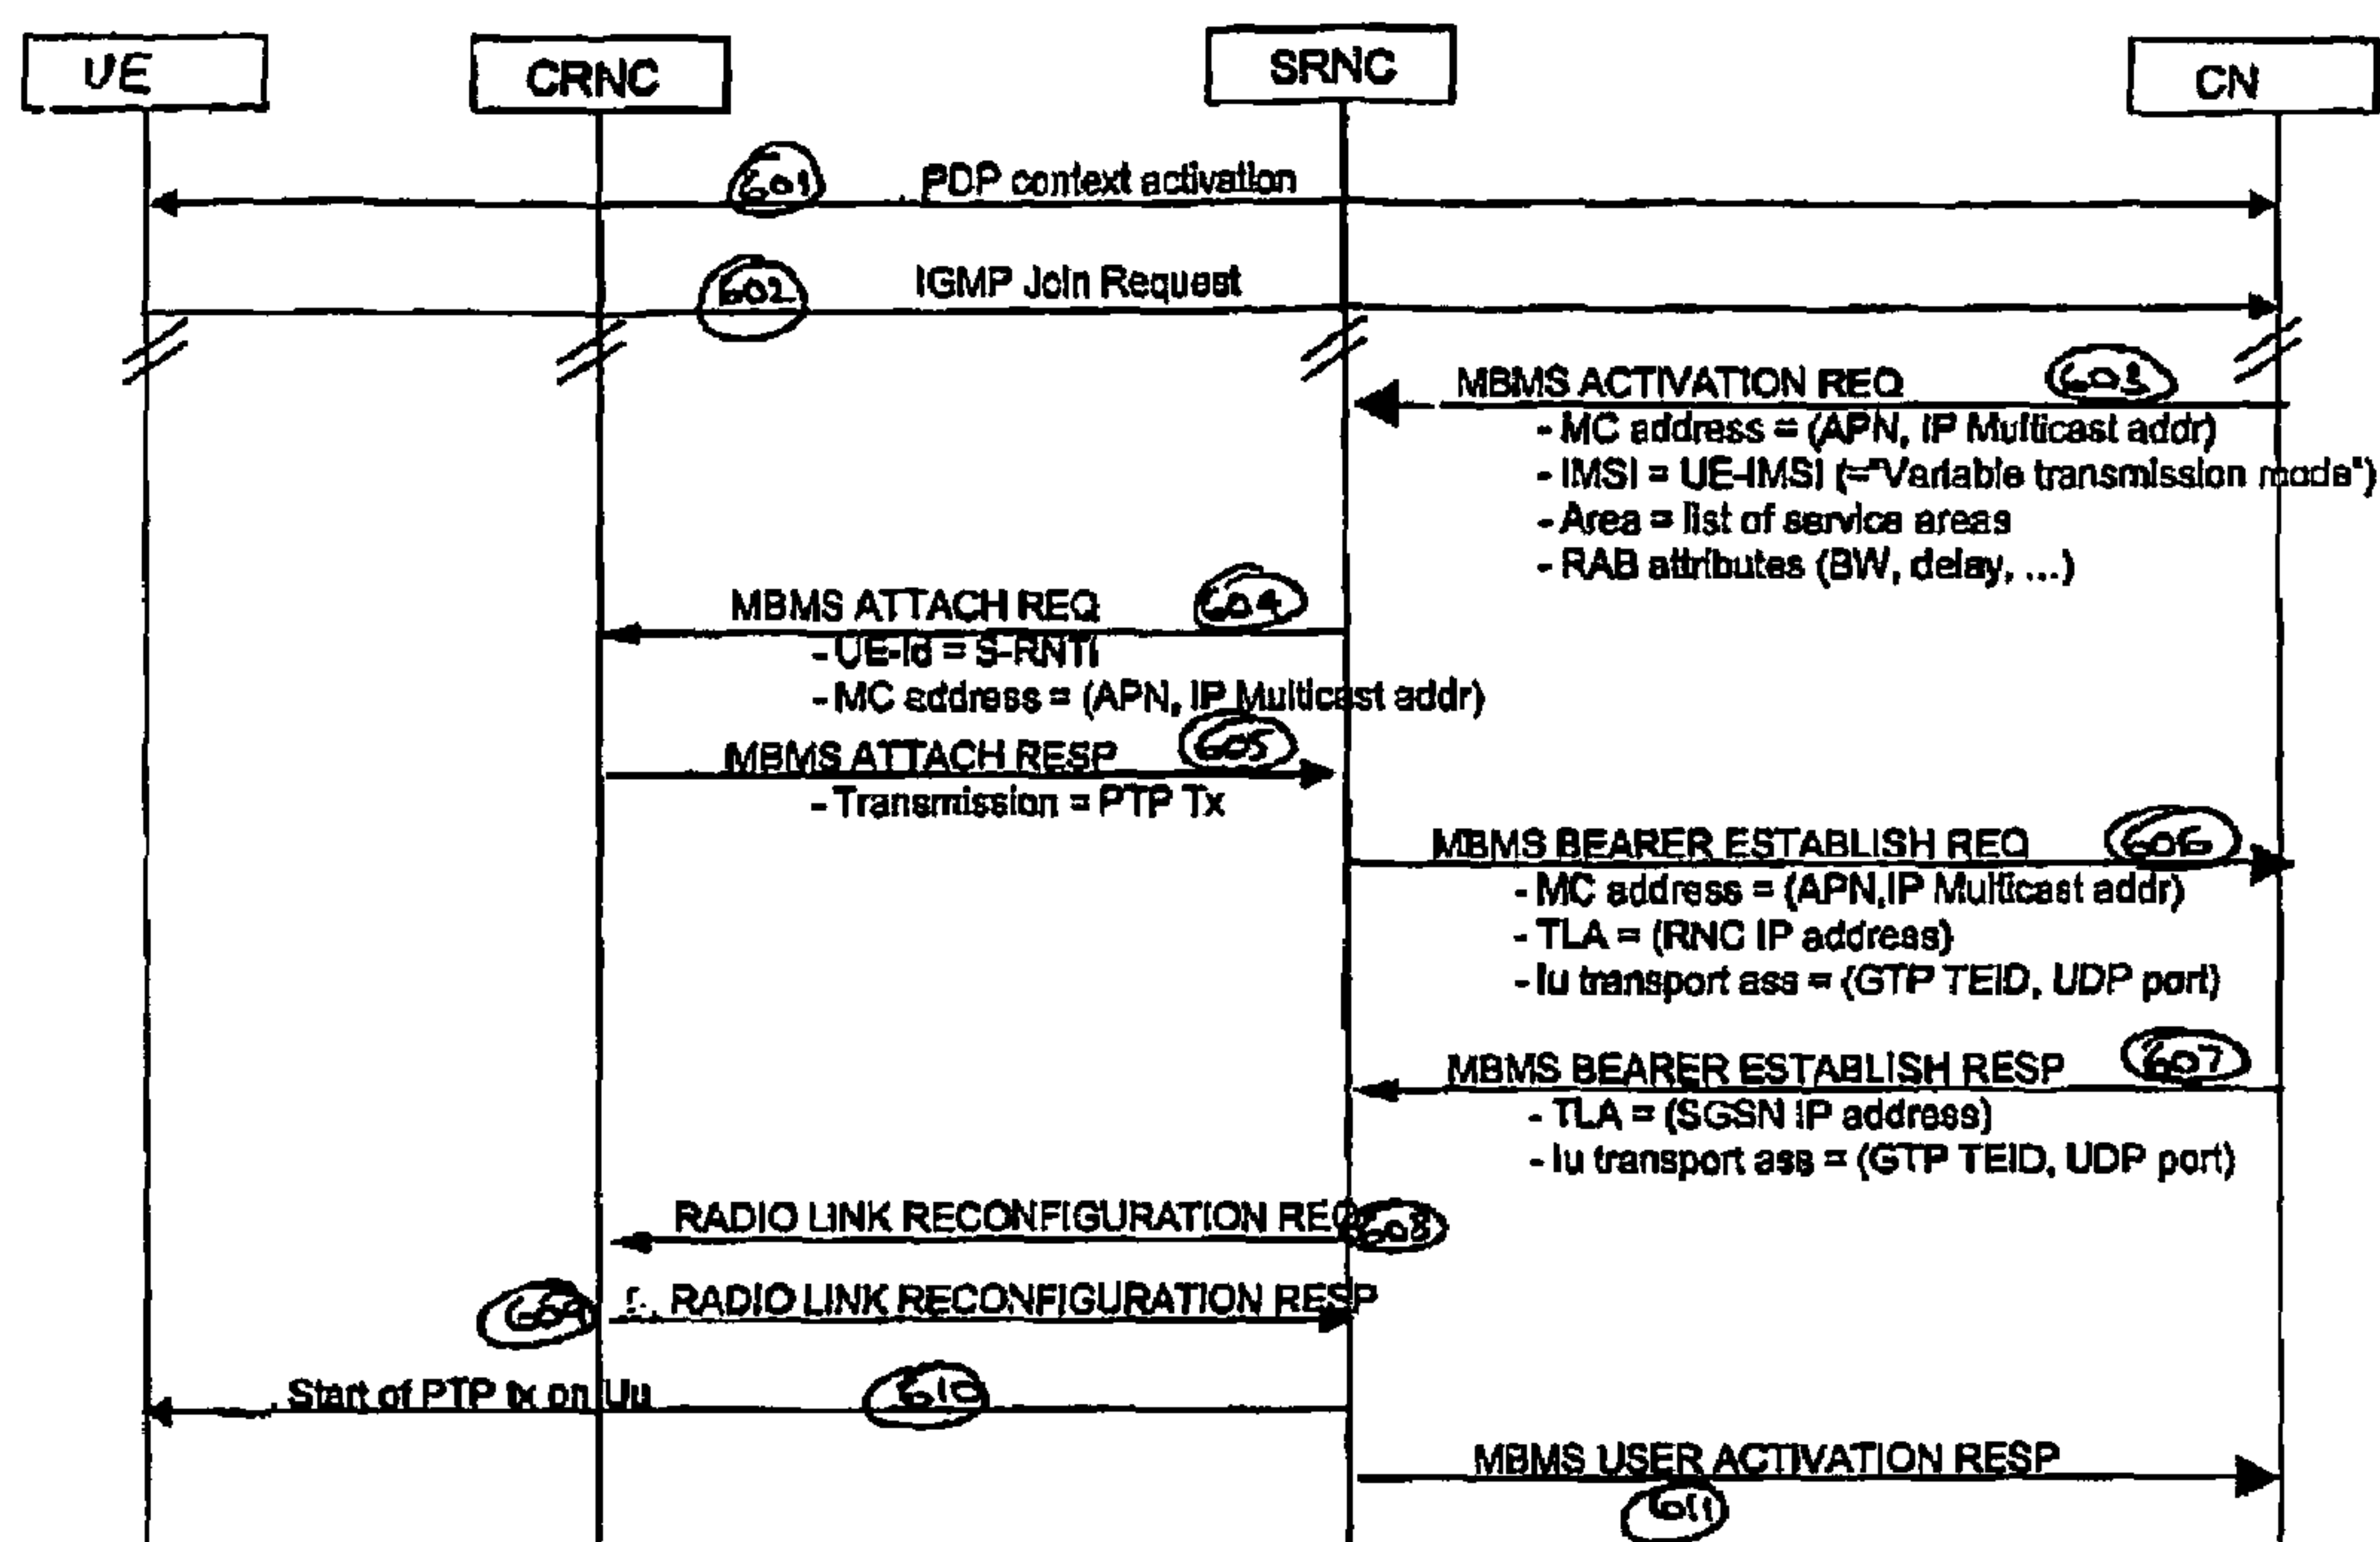 UE
CRNC
SRNC
CN
601 PDP context activation
602 IGMP Join Request
MBMS ACTIVATION REQ 603
- MC address = (APN, IP Multicast addr)
- IMSI = UE-IMSI (="Variable transmission mode")
- Area = list of service areas
- RAB attributes (BW, delay, ...)
MBMS ATTACH REQ 604
- UE-Id = S-RNTI
- MC address = (APN, IP Multicast addr)
MBMS ATTACH RESP 605
- Transmission = PTP Tx
MBMS BEARER ESTABLISH REQ 606
- MC address = (APN,IP Multicast addr)
- TLA = (RNC IP address)
- Iu transport ass = (GTP TEID, UDP port)
MBMS BEARER ESTABLISH RESP 607
- TLA = (SGSN IP address)
- Iu transport ass = (GTP TEID, UDP port)
RADIO LINK RECONFIGURATION REQ 608
609 RADIO LINK RECONFIGURATION RESP
Start of PTP tx on Uu 610
MBMS USER ACTIVATION RESP
611